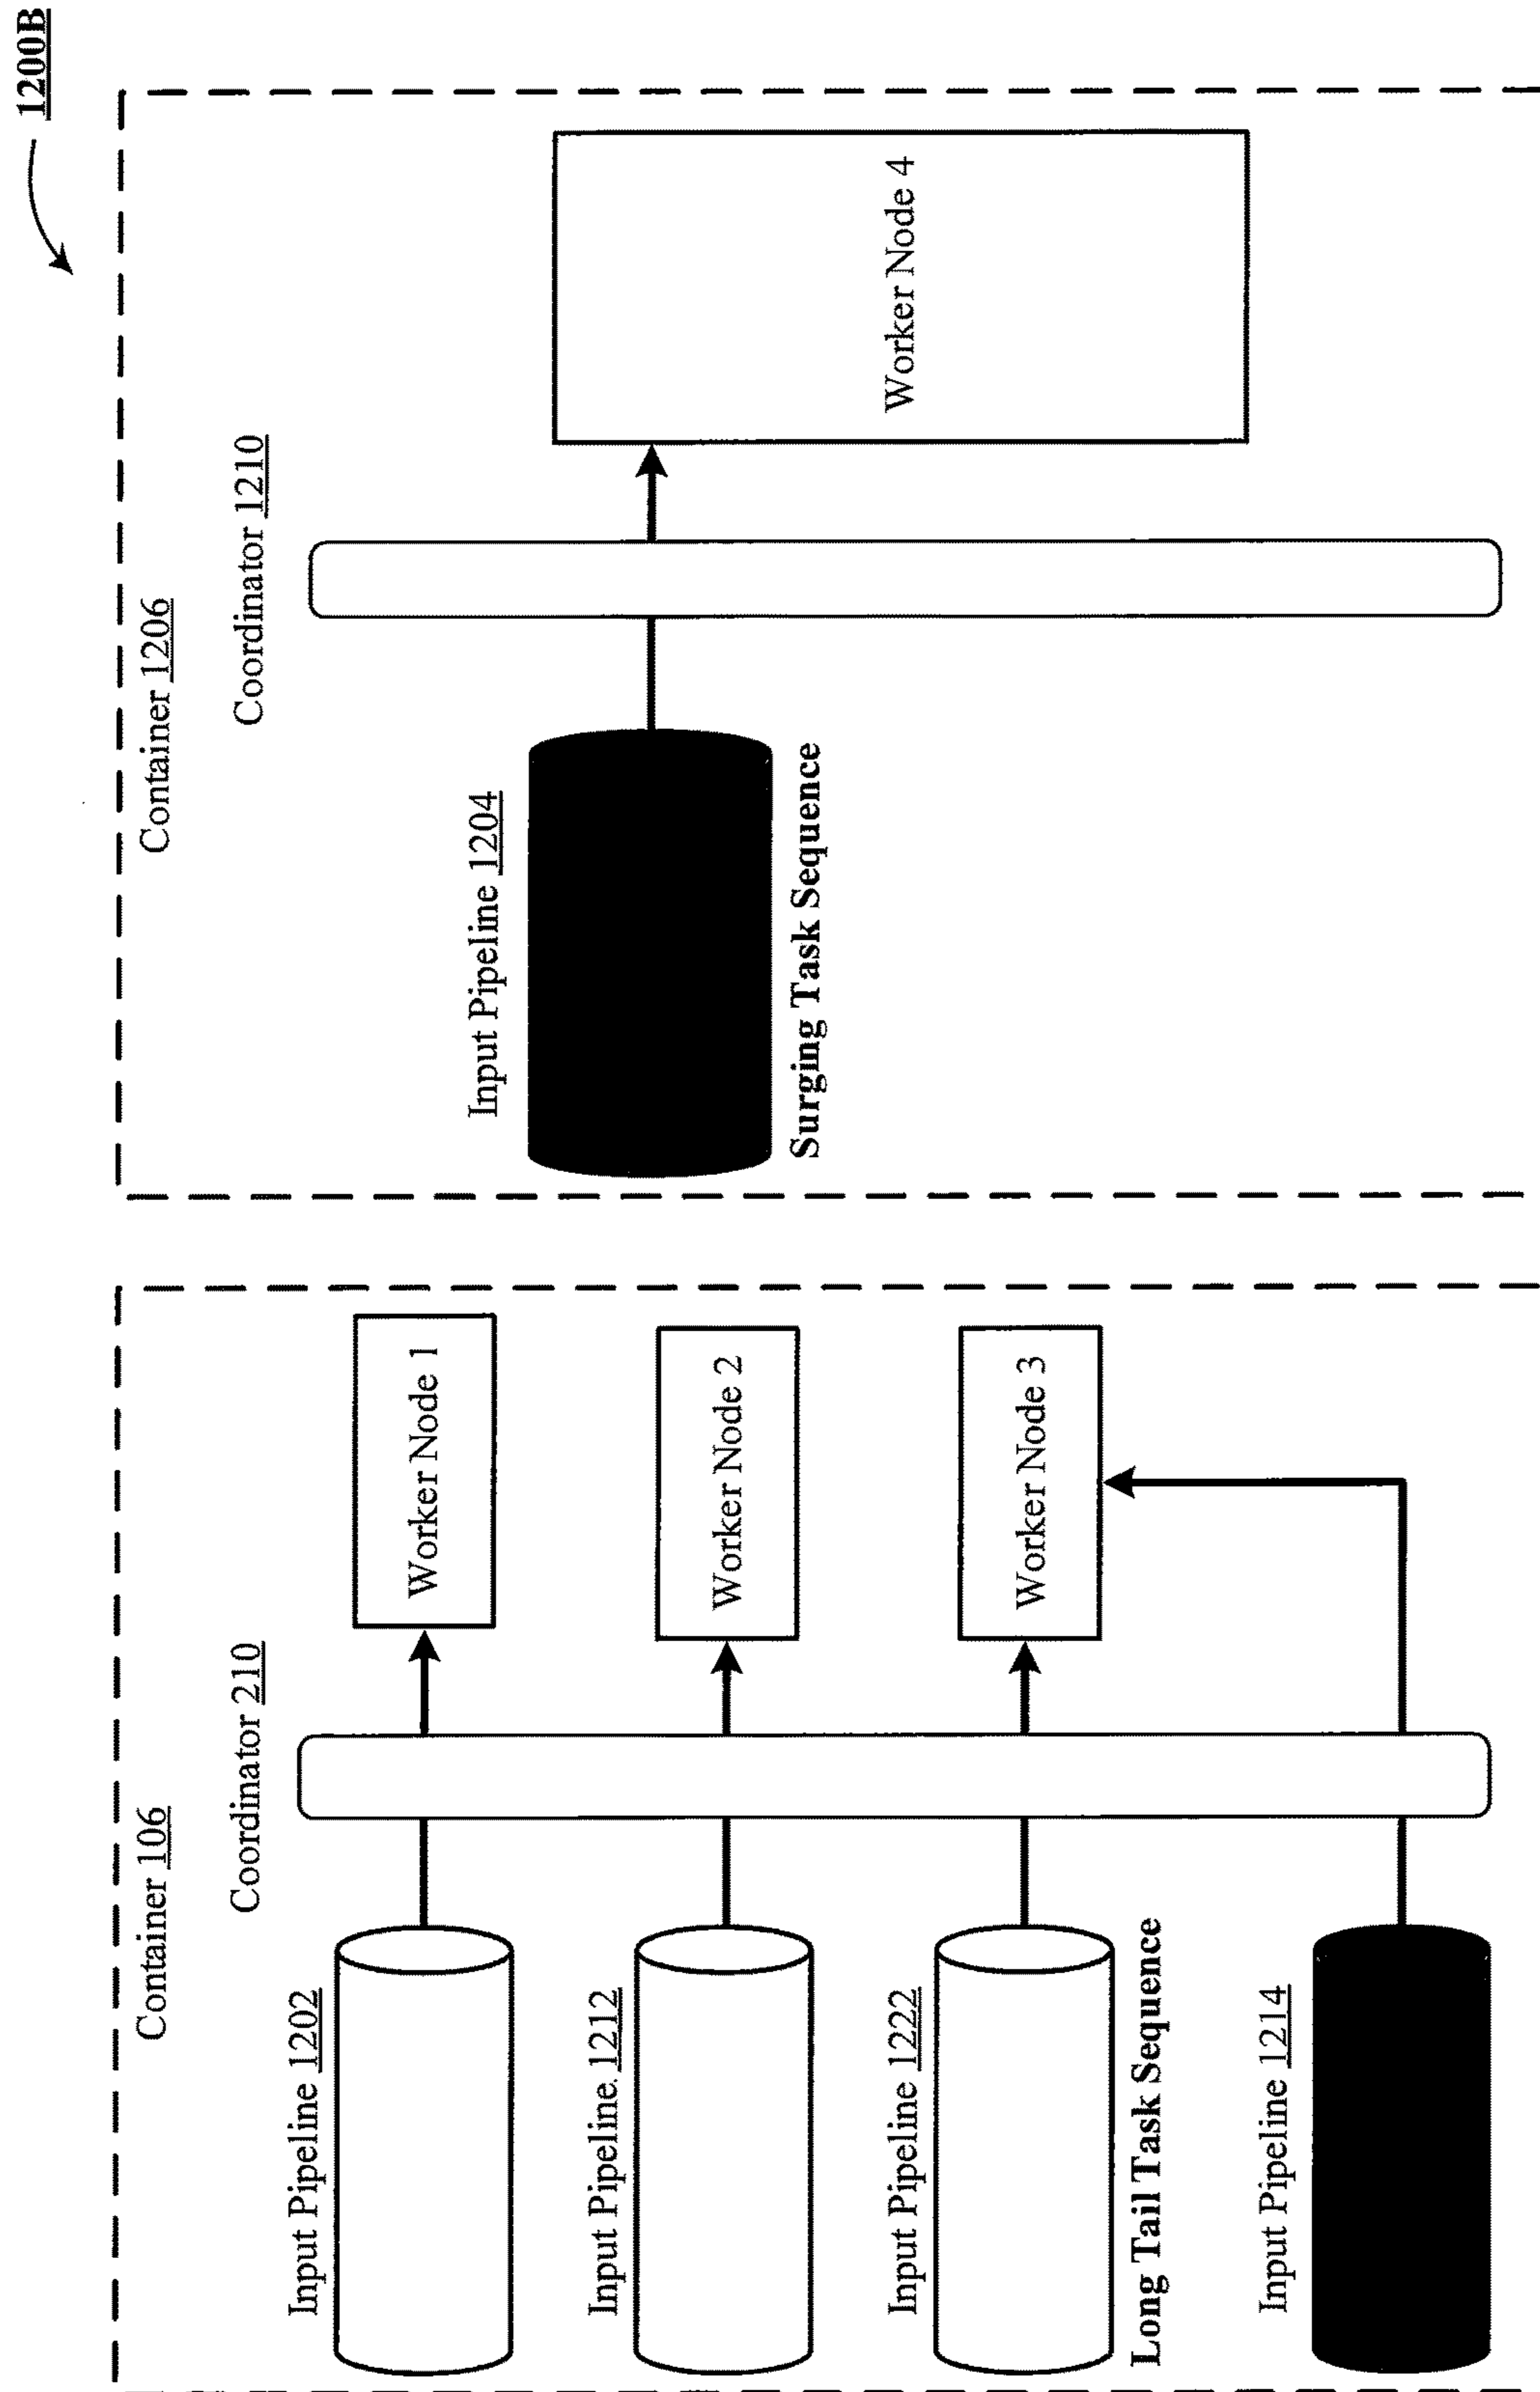 1200B
Container 106
Coordinator 210
Input Pipeline 1202
Worker Node 1
Input Pipeline. 1212
Worker Node 2
Input Pipeline 1222
Worker Node 3
Long Tail Task Sequence
Input Pipeline 1214
Container 1206
Coordinator 1210
Input Pipeline 1204
Surging Task Sequence
Worker Node 4